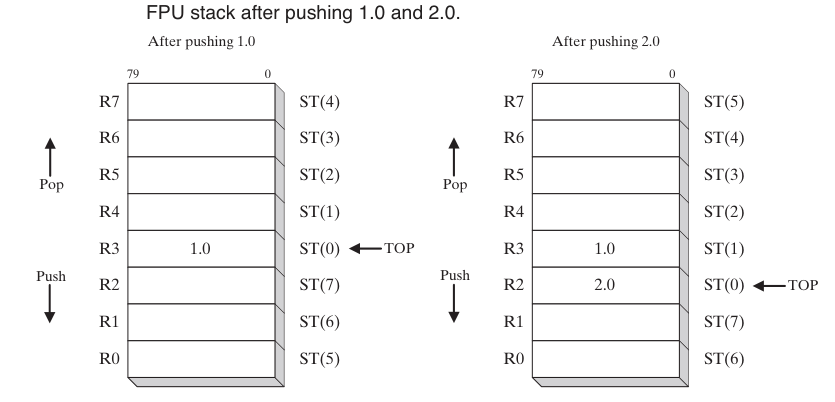 FPU stack after pushing 1.0 and 2.0.
After pushing 1.0
79 0
R7 ST(4)
R6 ST(3)
R5 ST(2)
R4 ST(1)
R3 1.0 ST(0) TOP
R2 ST(7)
R1 ST(6)
R0 ST(5)
Pop
Push
After pushing 2.0
79 0
R7 ST(5)
R6 ST(4)
R5 ST(3)
R4 ST(2)
R3 1.0 ST(1)
R2 2.0 ST(0) TOP
R1 ST(7)
R0 ST(6)
Pop
Push